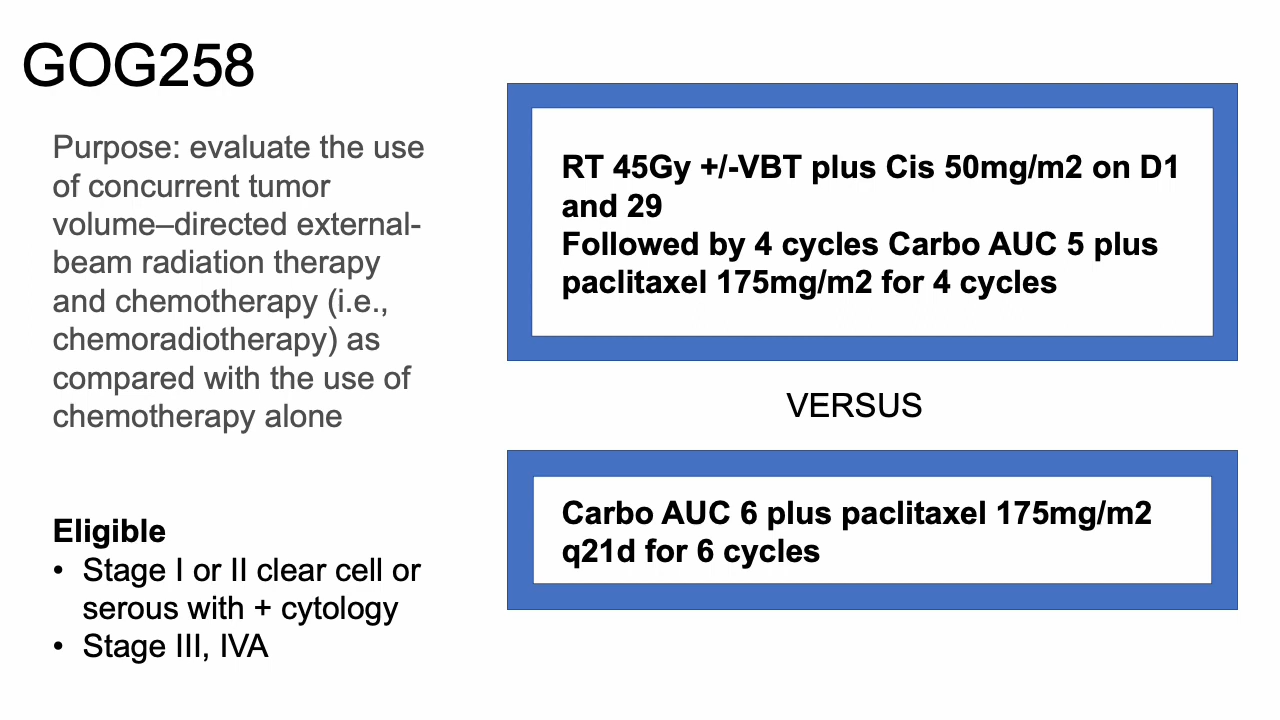 GOG258
Purpose: evaluate the use
of concurrent tumor
volume–directed external-
beam radiation therapy
and chemotherapy (i.e.,
chemoradiotherapy) as
compared with the use of
chemotherapy alone
Eligible
• Stage I or II clear cell or
serous with + cytology
• Stage III, IVA
RT 45Gy +/-VBT plus Cis 50mg/m2 on D1
and 29
Followed by 4 cycles Carbo AUC 5 plus
paclitaxel 175mg/m2 for 4 cycles
VERSUS
Carbo AUC 6 plus paclitaxel 175mg/m2
q21d for 6 cycles